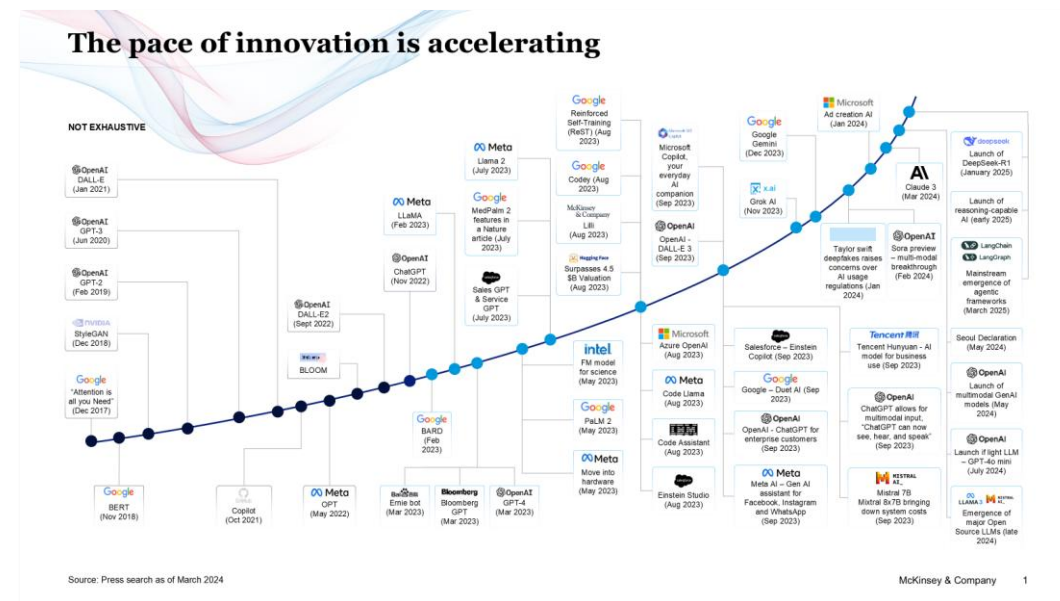 The pace of innovation is accelerating
NOT EXHAUSTIVE
OpenAI
DALL-E
(Jan 2021)
OpenAI
GPT-3
(Jun 2020)
OpenAI
GPT-2
(Feb 2019)
NVIDIA
StyleGAN
(Dec 2018)
Google
"Attention is
all you Need"
(Dec 2017)
Google
BERT
(Nov 2018)
Copilot
(Oct 2021)
OpenAI
DALL-E2
(Sept 2022)
BLOOM
Meta
OPT
(May 2022)
Meta
LLaMA
(Feb 2023)
OpenAI
ChatGPT
(Nov 2022)
Google
BARD
(Feb
2023)
Ernie bot
(Mar 2023)
Bloomberg
Bloomberg
GPT
(Mar 2023)
OpenAI
GPT-4
(Mar 2023)
Meta
Llama 2
(July 2023)
Google
MedPalm 2
features in
a Nature
article (July
2023)
Sales GPT
& Service
GPT
(July 2023)
Google
Reinforced
Self-Training
(ReST) (Aug
2023)
Google
Codey (Aug
2023)
McKinsey
& Company
Lilli
(Aug 2023)
Hugging Face
Surpasses 4.5
$B Valuation
(Aug 2023)
intel
FM model
for science
(May 2023)
Google
PaLM 2
(May 2023)
Meta
Move into
hardware
(May 2023)
Microsoft
Copilot,
your
everyday
AI
companion
(Sep 2023)
OpenAI
OpenAI -
DALL-E 3
(Sep 2023)
Microsoft
Azure OpenAI
(Aug 2023)
Meta
Code Llama
(Aug 2023)
IBM
Code Assistant
(Aug 2023)
Einstein Studio
(Aug 2023)
Google
Google
Gemini
(Dec 2023)
x.ai
Grok AI
(Nov 2023)
Salesforce – Einstein
Copilot (Sep 2023)
Google
Google – Duet AI (Sep
2023)
OpenAI
OpenAI - ChatGPT for
enterprise customers
(Sep 2023)
Meta
Meta AI – Gen AI
assistant for
Facebook, Instagram
and WhatsApp
(Sep 2023)
Microsoft
Ad creation AI
(Jan 2024)
Claude 3
(Mar 2024)
Taylor swift
deepfakes raises
concerns over
AI usage
regulations (Jan
2024)
OpenAI
Sora preview
– multi-modal
breakthrough
(Feb 2024)
Tencent 腾讯
Tencent Hunyuan - AI
model for business
use (Sep 2023)
OpenAI
ChatGPT allows for
multimodal input,
"ChatGPT can now
see, hear, and speak"
(Sep 2023)
MISTRAL
AI_
Mistral 7B
Mixtral 8x7B bringing
down system costs
(Sep 2023)
deepseek
Launch of
DeepSeek-R1
(January 2025)
Launch of
reasoning-capable
AI (early 2025)
LangChain
LangGraph
Mainstream
emergence of
agentic
frameworks
(March 2025)
Seoul Declaration
(May 2024)
OpenAI
Launch of
multimodal GenAI
models (May
2024)
OpenAI
Launch if light LLM
– GPT-4o mini
(July 2024)
LLAMA 3
MISTRAL
AI_
Emergence of
major Open
Source LLMs (late
2024)
Source: Press search as of March 2024
McKinsey & Company
1